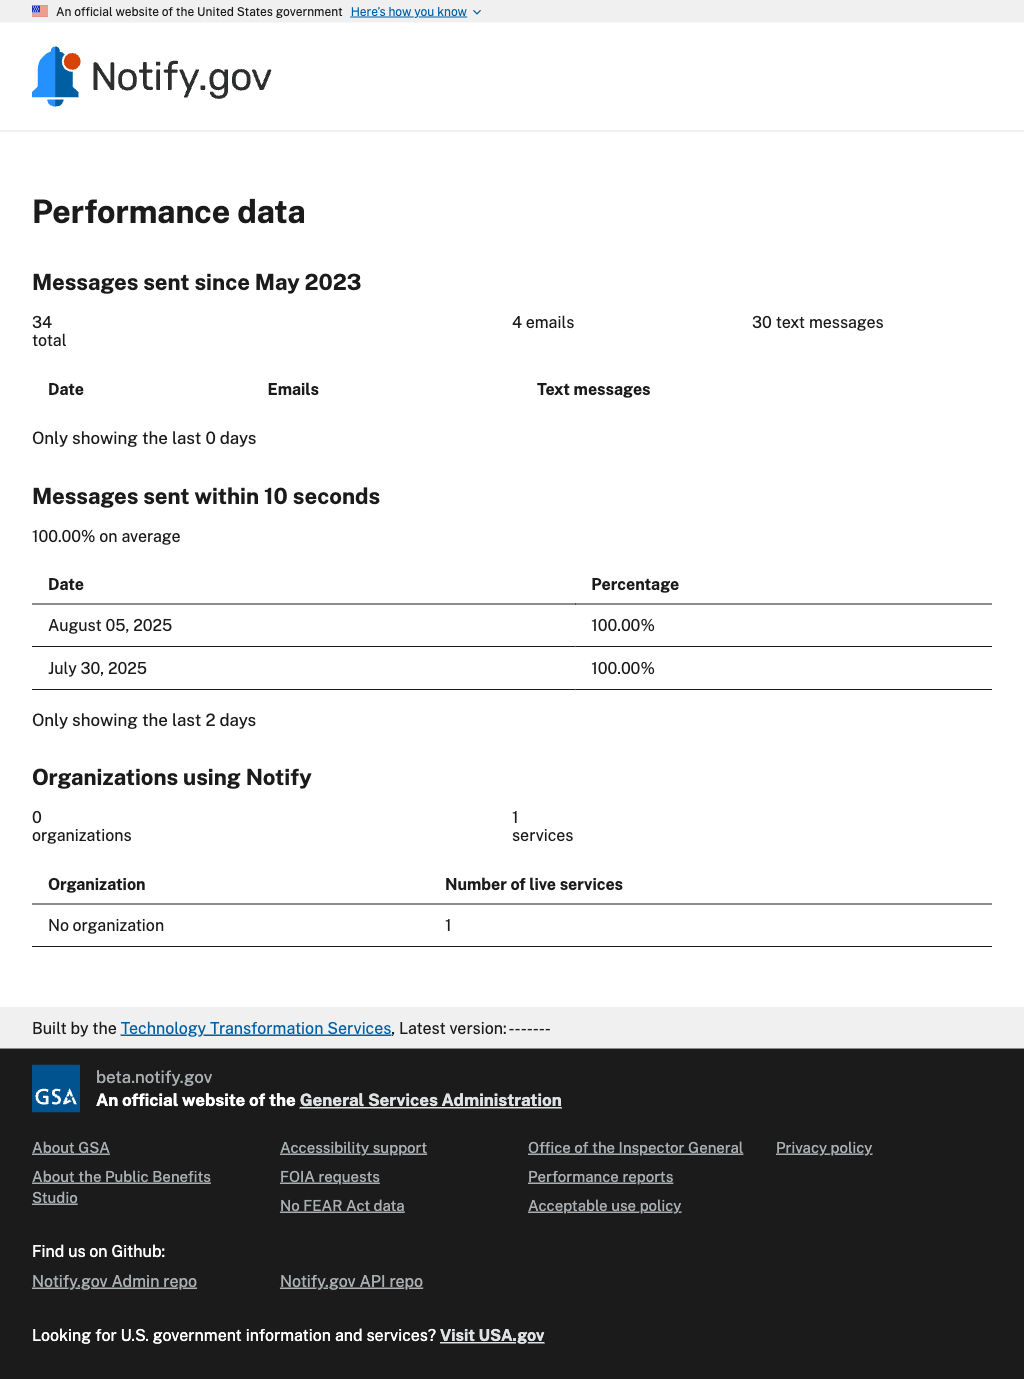 An official website of the United States government Here's how you know
Notify.gov
Performance data
Messages sent since May 2023
34
total
4 emails
30 text messages
Date Emails Text messages
Only showing the last 0 days
Messages sent within 10 seconds
100.00% on average
Date Percentage
August 05, 2025 100.00%
July 30, 2025 100.00%
Only showing the last 2 days
Organizations using Notify
0
organizations
1
services
Organization Number of live services
No organization 1
Built by the Technology Transformation Services, Latest version:-------
GSA
beta.notify.gov
An official website of the General Services Administration
About GSA
About the Public Benefits
Studio
Accessibility support
FOIA requests
No FEAR Act data
Office of the Inspector General
Performance reports
Acceptable use policy
Privacy policy
Find us on Github:
Notify.gov Admin repo Notify.gov API repo
Looking for U.S. government information and services? Visit USA.gov